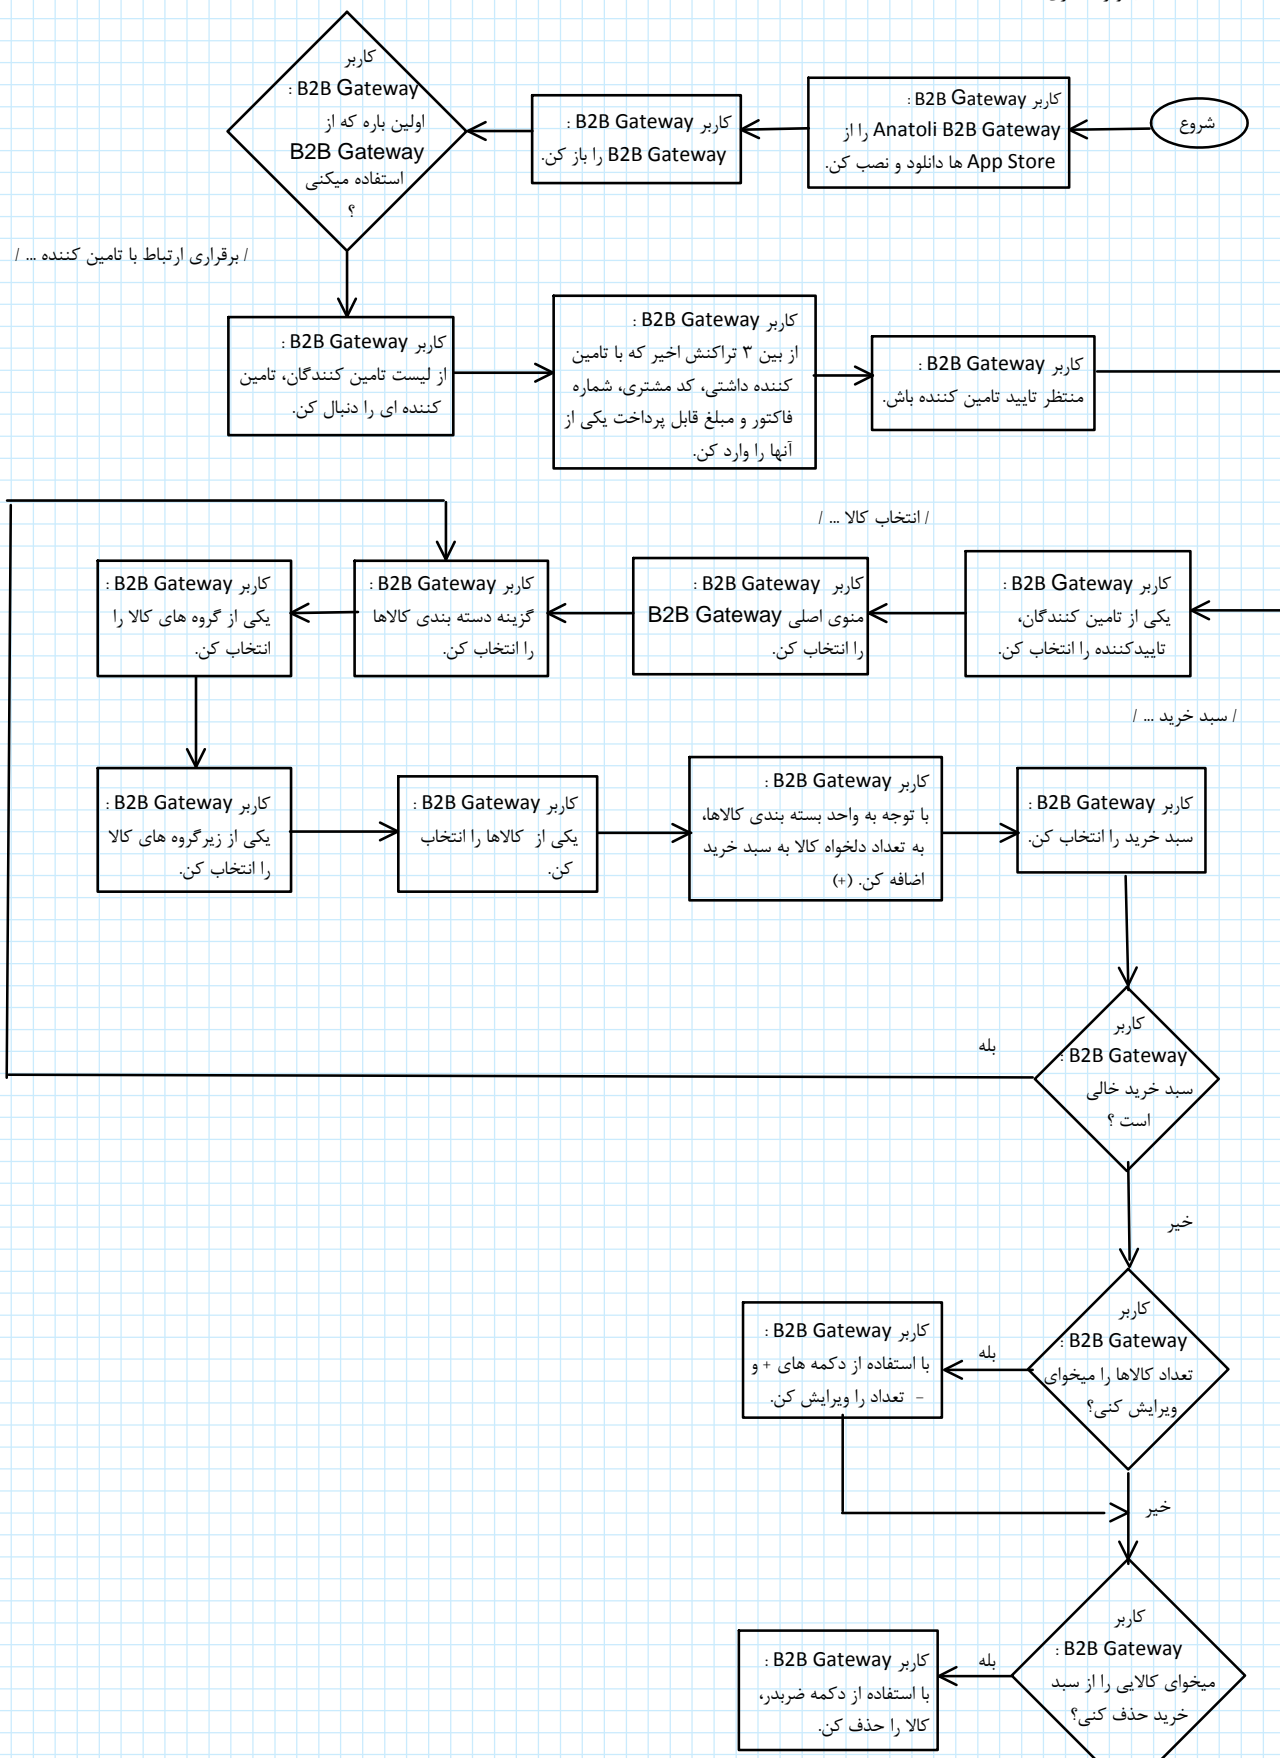 شروع
کاربر B2B Gateway :
Anatoli B2B Gateway را از
App Store ها دانلود و نصب کن.
کاربر B2B Gateway :
B2B Gateway را باز کن.
کاربر
B2B Gateway :
اولین باره که از
B2B Gateway
استفاده میکنی
؟
/ برقراری ارتباط با تامین کننده ... /
کاربر B2B Gateway :
از لیست تامین کنندگان، تامین
کننده ای را دنبال کن.
کاربر B2B Gateway :
از بین ۳ تراکنش اخیر که با تامین
کننده داشتی، کد مشتری، شماره
فاکتور و مبلغ قابل پرداخت یکی از
آنها را وارد کن.
کاربر B2B Gateway :
منتظر تایید تامین کننده باش.
/ انتخاب کالا ... /
کاربر B2B Gateway :
یکی از تامین کنندگان،
تاییدکننده را انتخاب کن.
کاربر B2B Gateway :
منوی اصلی B2B Gateway
را انتخاب کن.
کاربر B2B Gateway :
گزینه دسته بندی کالاها
را انتخاب کن.
کاربر B2B Gateway :
یکی از گروه های کالا را
انتخاب کن.
/ سبد خرید ... /
کاربر B2B Gateway :
یکی از زیرگروه های کالا
را انتخاب کن.
کاربر B2B Gateway :
یکی از کالاها را انتخاب
کن.
کاربر B2B Gateway :
با توجه به واحد بسته بندی کالاها،
به تعداد دلخواه کالا به سبد خرید
اضافه کن. (+)
کاربر B2B Gateway :
سبد خرید را انتخاب کن.
کاربر
B2B Gateway :
سبد خرید خالی
است ؟
بله
خیر
کاربر
B2B Gateway :
تعداد کالاها را میخوای
ویرایش کنی؟
بله
کاربر B2B Gateway :
با استفاده از دکمه های + و
– تعداد را ویرایش کن.
خیر
کاربر
B2B Gateway :
میخوای کالایی را از سبد
خرید حذف کنی؟
بله
کاربر B2B Gateway :
با استفاده از دکمه ضربدر،
کالا را حذف کن.